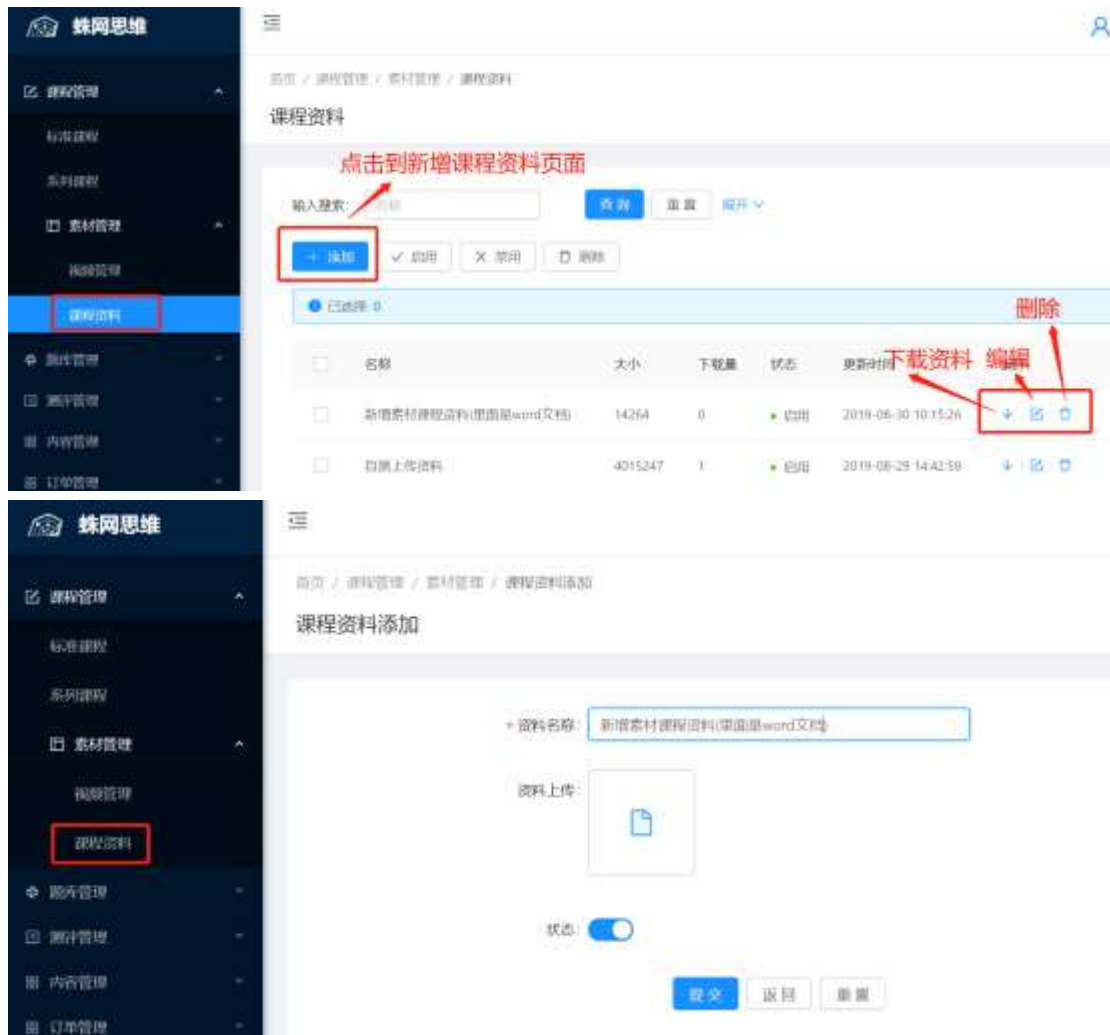 蛛网思维
课程管理
标准课程
系列课程
素材管理
视频管理
课程资料
题库管理
测评管理
内容管理
订单管理
首页 / 课程管理 / 素材管理 / 课程资料
课程资料
点击到新增课程资料页面
输入搜索:
名称
查 询
重 置
展开
+ 添加
启用
禁用
删除
已选择: 0
删除
下载资料 编辑
名称 大小 下载量 状态 更新时间
新增素材课程资料(里面是word文档) 14264 0 启用 2019-08-30 10:15:26
自测上传资料 4015247 1 启用 2019-08-29 14:42:58
蛛网思维
课程管理
标准课程
系列课程
素材管理
视频管理
课程资料
题库管理
测评管理
内容管理
订单管理
首页 / 课程管理 / 素材管理 / 课程资料添加
课程资料添加
* 资料名称: 新增素材课程资料(里面是word文档)
资料上传:
状态:
提 交
返 回
重 置